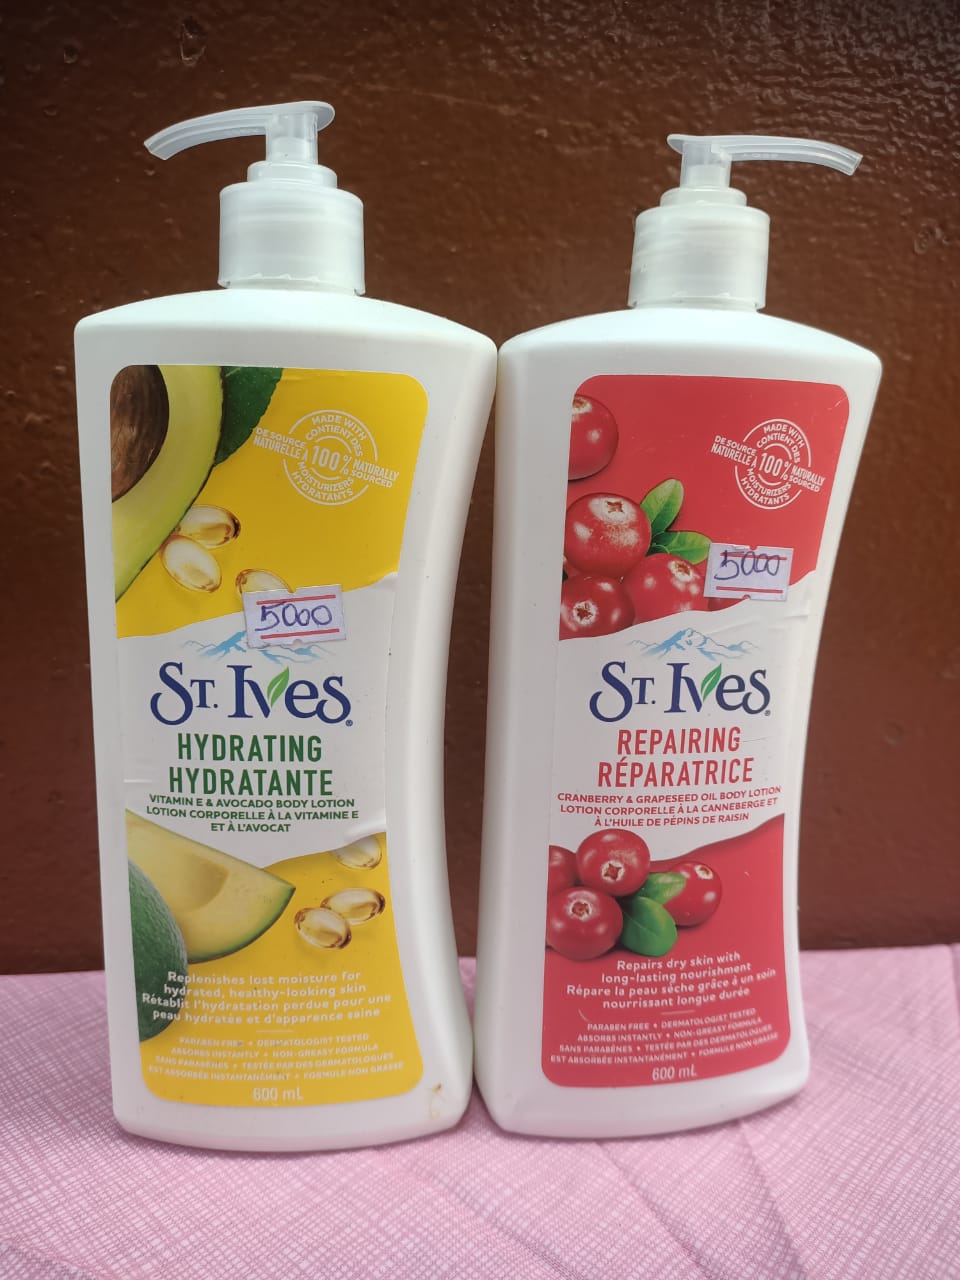 MADE WITH
CONTIENT DES
DE SOURCE
NATURELLE À
100%
NATURALLY
SOURCED
MOISTURIZERS
HYDRATANTS
5000
ST. IVES®
HYDRATING
HYDRATANTE
VITAMIN E & AVOCADO BODY LOTION
LOTION CORPORELLE À LA VITAMINE E
ET À L'AVOCAT
Replenishes lost moisture for
hydrated, healthy-looking skin
Rétablit l'hydratation perdue pour une
peau hydratée et d'apparence saine
PARABEN FREE • DERMATOLOGIST TESTED
ABSORBS INSTANTLY • NON-GREASY FORMULA
SANS PARABÈNES • TESTÉE PAR DES DERMATOLOGUES
EST ABSORBÉE INSTANTANÉMENT • FORMULE NON GRASSE
600 mL
MADE WITH
CONTIENT DES
DE SOURCE
NATURELLE À
100%
NATURALLY
SOURCED
MOISTURIZERS
HYDRATANTS
5000
ST. IVES®
REPAIRING
RÉPARATRICE
CRANBERRY & GRAPESEED OIL BODY LOTION
LOTION CORPORELLE À LA CANNEBERGE ET
À L'HUILE DE PÉPINS DE RAISIN
Repairs dry skin with
long-lasting nourishment
Répare la peau sèche grâce à un soin
nourrissant longue durée
PARABEN FREE • DERMATOLOGIST TESTED
ABSORBS INSTANTLY • NON-GREASY FORMULA
SANS PARABÈNES • TESTÉE PAR DES DERMATOLOGUES
EST ABSORBÉE INSTANTANÉMENT • FORMULE NON GRASSE
600 mL